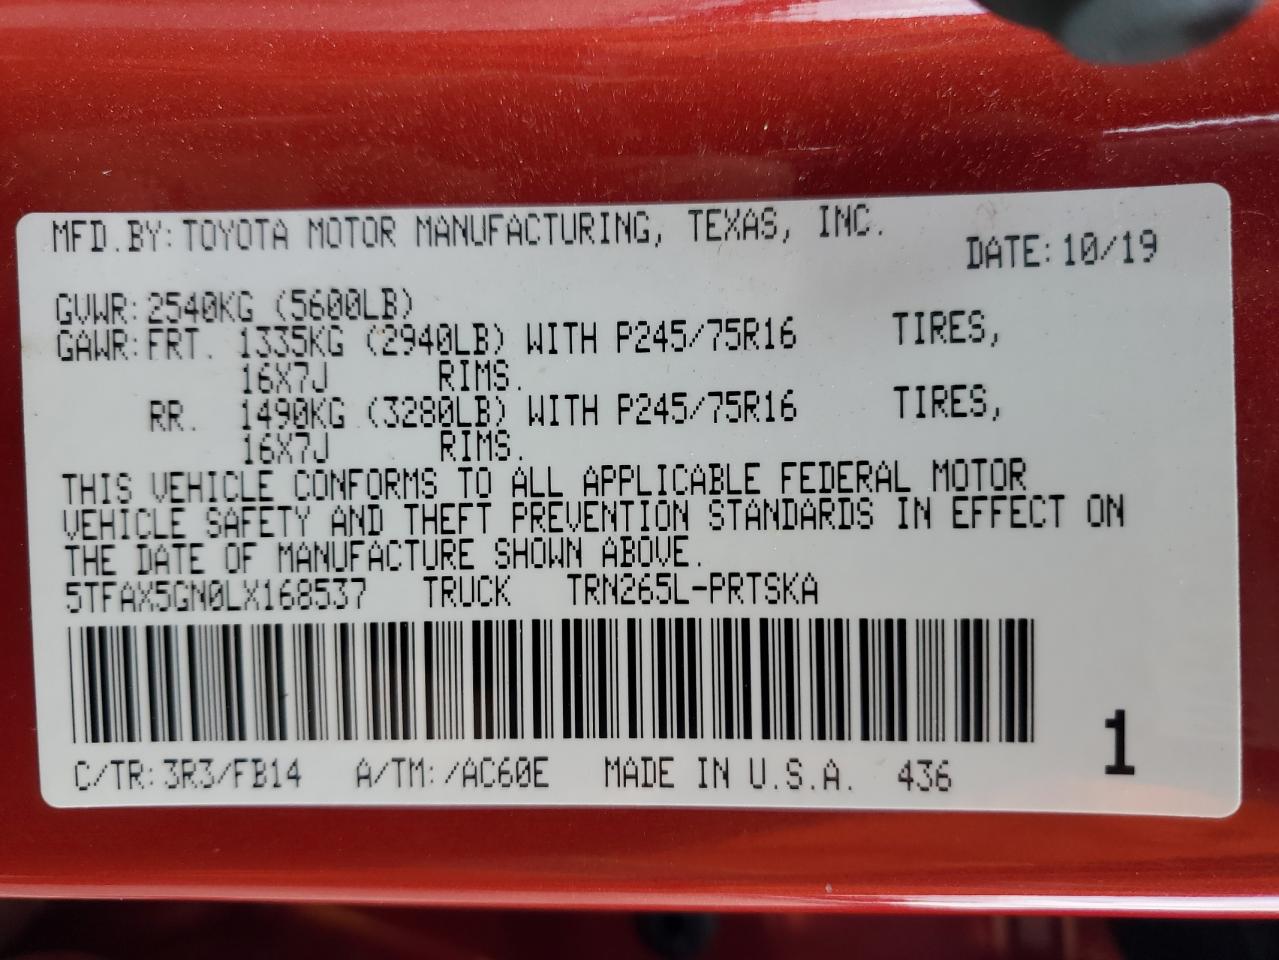 MFD.BY: TOYOTA MOTOR MANUFACTURING, TEXAS, INC.
DATE: 10/19
GVWR: 2540KG (5600LB)
GAWR: FRT. 1335KG (2940LB) WITH P245/75R16 TIRES,
16X7J RIMS.
RR. 1490KG (3280LB) WITH P245/75R16 TIRES,
16X7J RIMS.
THIS VEHICLE CONFORMS TO ALL APPLICABLE FEDERAL MOTOR
VEHICLE SAFETY AND THEFT PREVENTION STANDARDS IN EFFECT ON
THE DATE OF MANUFACTURE SHOWN ABOVE.
5TFAX5GN0LX168537 TRUCK TRN265L-PRTSKA
C/TR: 3R3/FB14 A/TM: /AC60E MADE IN U.S.A. 436
1